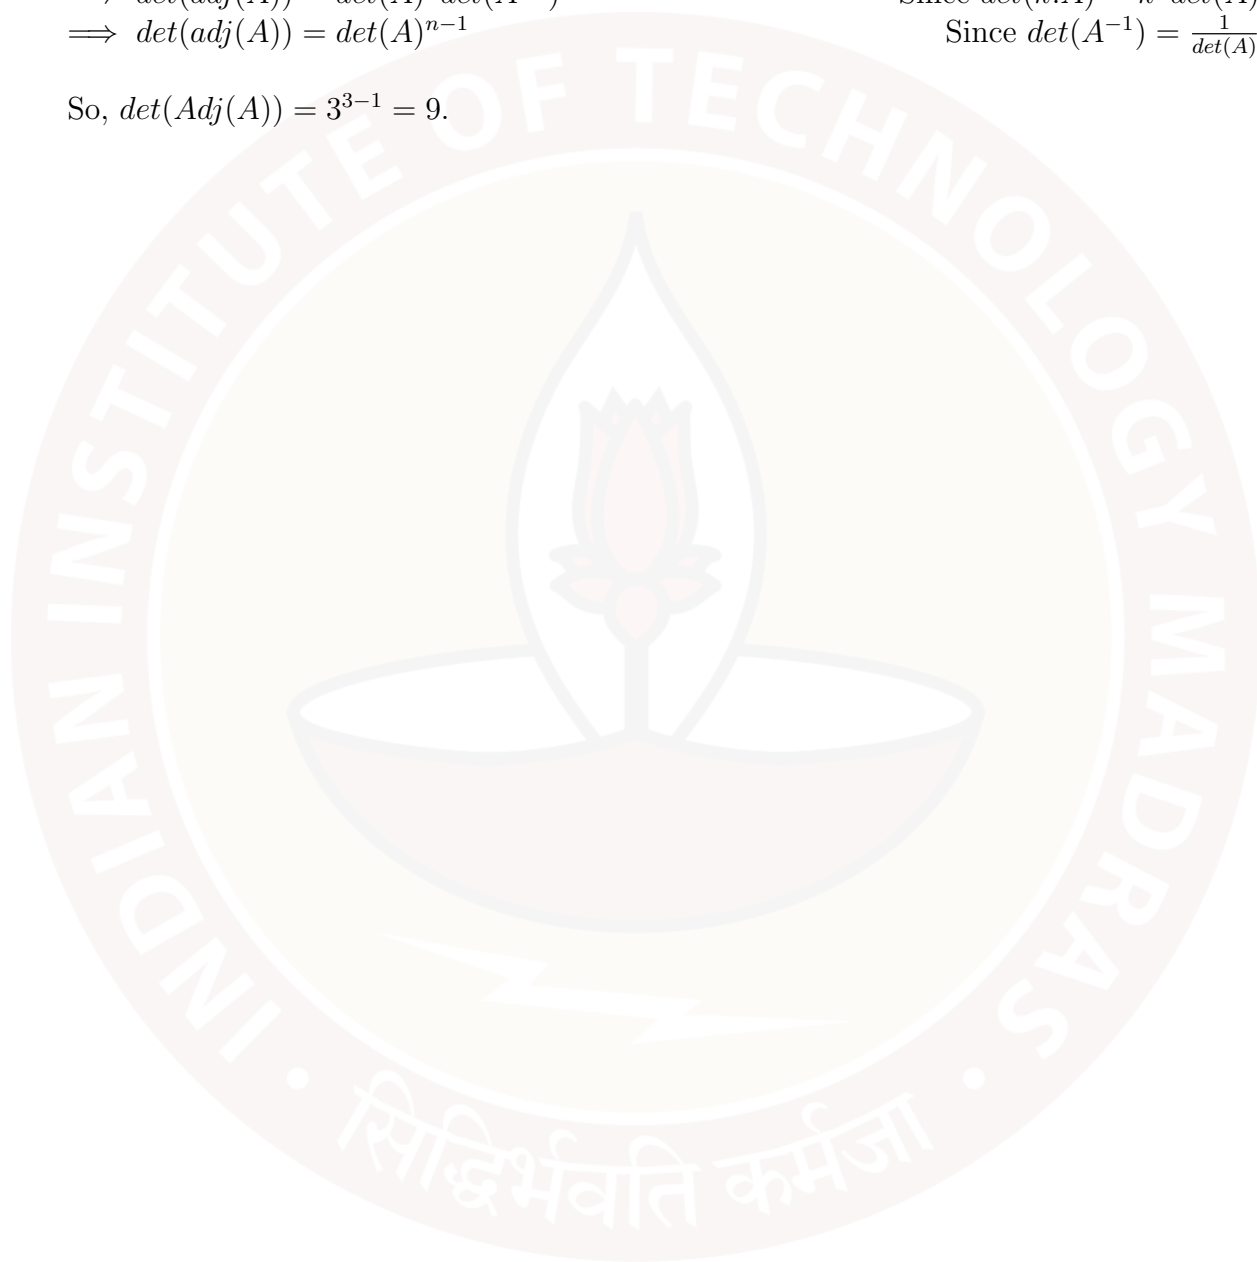 ⟹ det(adj(A)) = det(A)^{n−1} Since det(A^{−1}) = \frac{1}{det(A)}
So, det(Adj(A)) = 3^{3−1} = 9.
INDIAN INSTITUTE OF TECHNOLOGY MADRAS
सिद्धिर्भवति कर्मजा